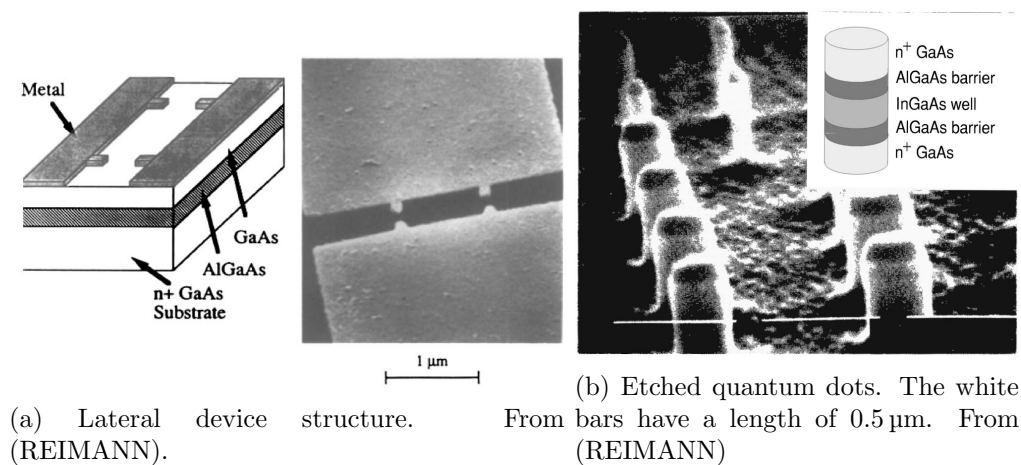 Metal
GaAs
AlGaAs
n+ GaAs
Substrate
1 μm
n⁺ GaAs
AlGaAs barrier
InGaAs well
AlGaAs barrier
n⁺ GaAs
(a) Lateral device structure. From
(REIMANN).
(b) Etched quantum dots. The white
bars have a length of 0.5 μm. From
(REIMANN)